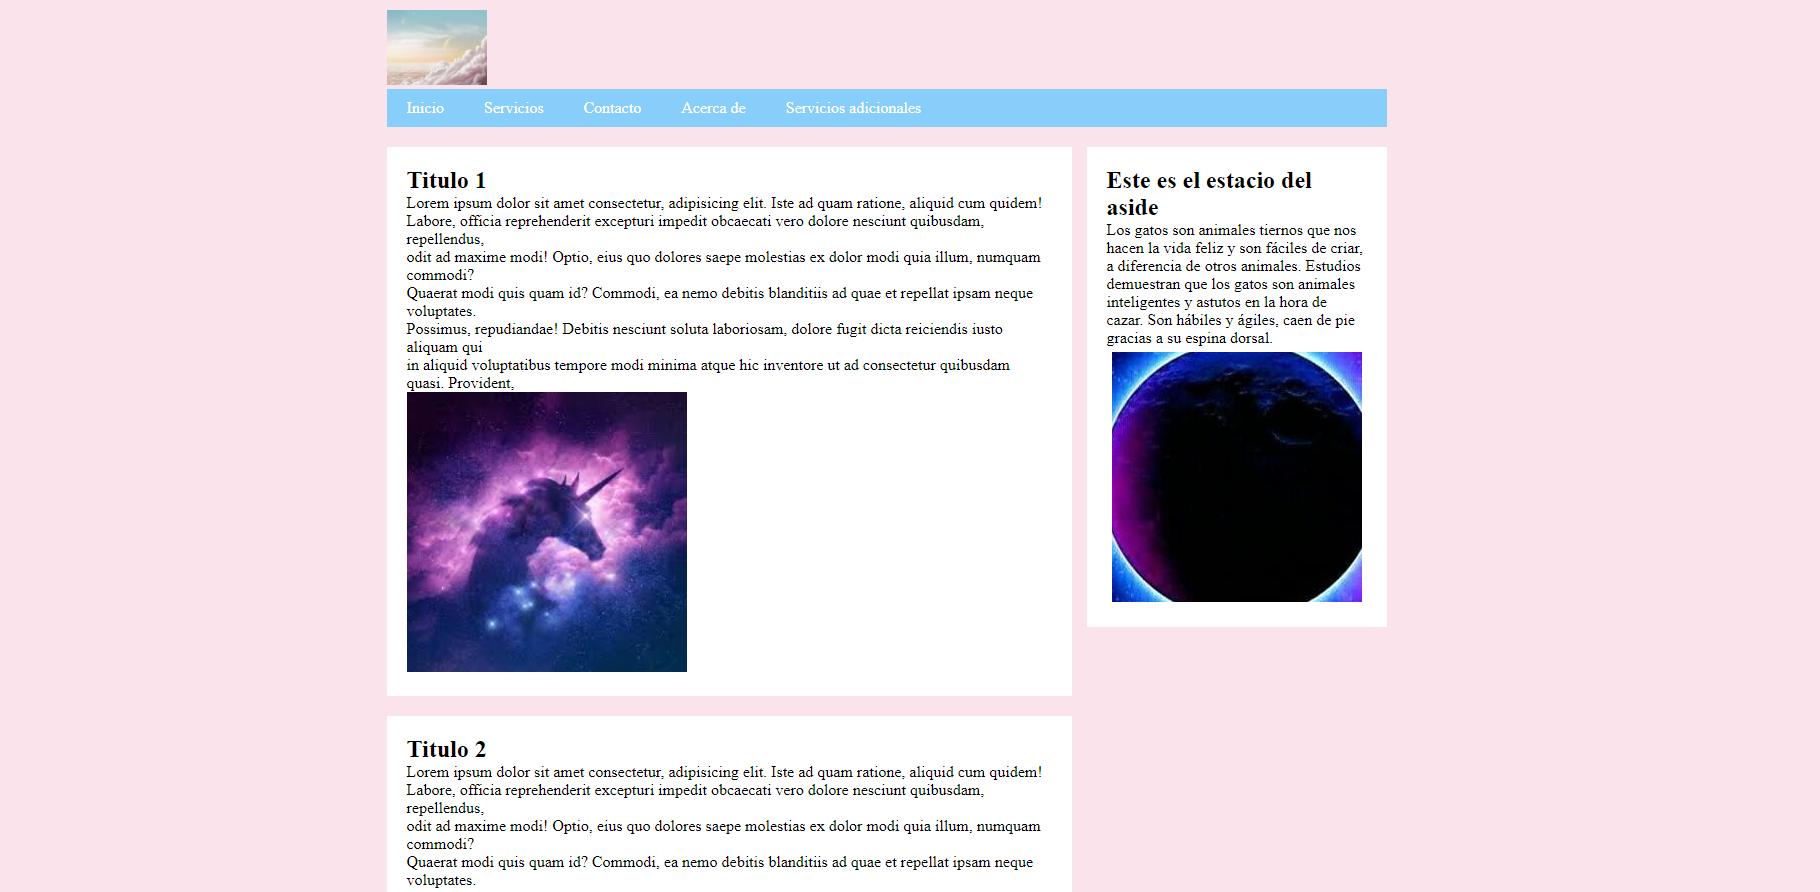 Inicio Servicios Contacto Acerca de Servicios adicionales
Titulo 1
Lorem ipsum dolor sit amet consectetur, adipisicing elit. Iste ad quam ratione, aliquid cum quidem!
Labore, officia reprehenderit excepturi impedit obcaecati vero dolore nesciunt quibusdam,
repellendus,
odit ad maxime modi! Optio, eius quo dolores saepe molestias ex dolor modi quia illum, numquam
commodi?
Quaerat modi quis quam id? Commodi, ea nemo debitis blanditiis ad quae et repellat ipsam neque
voluptates.
Possimus, repudiandae! Debitis nesciunt soluta laboriosam, dolore fugit dicta reiciendis iusto
aliquam qui
in aliquid voluptatibus tempore modi minima atque hic inventore ut ad consectetur quibusdam
quasi. Provident,
Titulo 2
Lorem ipsum dolor sit amet consectetur, adipisicing elit. Iste ad quam ratione, aliquid cum quidem!
Labore, officia reprehenderit excepturi impedit obcaecati vero dolore nesciunt quibusdam,
repellendus,
odit ad maxime modi! Optio, eius quo dolores saepe molestias ex dolor modi quia illum, numquam
commodi?
Quaerat modi quis quam id? Commodi, ea nemo debitis blanditiis ad quae et repellat ipsam neque
voluptates.
Este es el estacio del
aside
Los gatos son animales tiernos que nos
hacen la vida feliz y son fáciles de criar,
a diferencia de otros animales. Estudios
demuestran que los gatos son animales
inteligentes y astutos en la hora de
cazar. Son hábiles y ágiles, caen de pie
gracias a su espina dorsal.